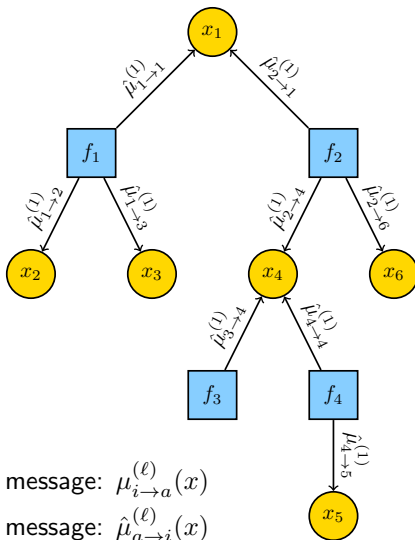 x₁
μ̂₁→₁⁽¹⁾
μ̂₂→₁⁽¹⁾
f₁
f₂
μ̂₁→₂⁽¹⁾
μ̂₁→₃⁽¹⁾
μ̂₂→₄⁽¹⁾
μ̂₂→₆⁽¹⁾
x₂
x₃
x₄
x₆
μ̂₃→₄⁽¹⁾
μ̂₄→₄⁽¹⁾
f₃
f₄
μ̂₄→₅⁽¹⁾
message: μ_{i→a}^{(ℓ)}(x)
message: μ̂_{a→i}^{(ℓ)}(x)
x₅